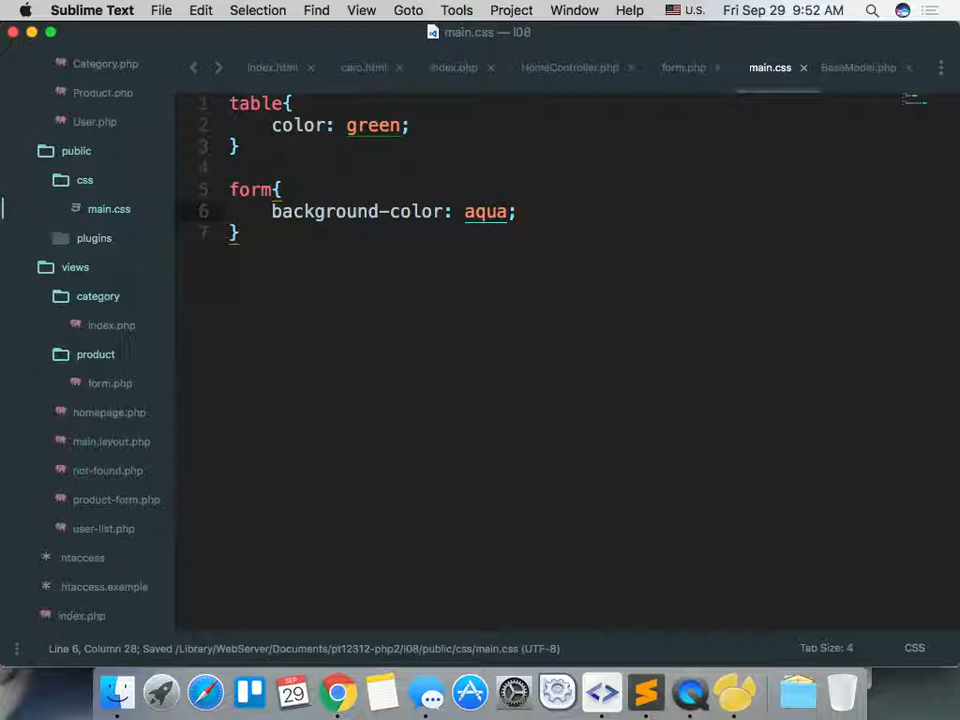 Sublime Text File Edit Selection Find View Goto Tools Project Window Help U.S. Fri Sep 29 9:52 AM
main.css — l08
Category.php
Product.php
User.php
public
css
main.css
plugins
views
category
index.php
product
form.php
homepage.php
main.layout.php
not-found.php
product-form.php
user-list.php
.htaccess
htaccess.example
index.php
index.html caro.html index.php HomeController.php form.php main.css BaseModel.php
1 table{
2 color: green;
3 }
4
5 form{
6 background-color: aqua;
7 }
Line 6, Column 28; Saved /Library/WebServer/Documents/pt12312-php2/l08/public/css/main.css (UTF-8) Tab Size: 4 CSS
SEP
29